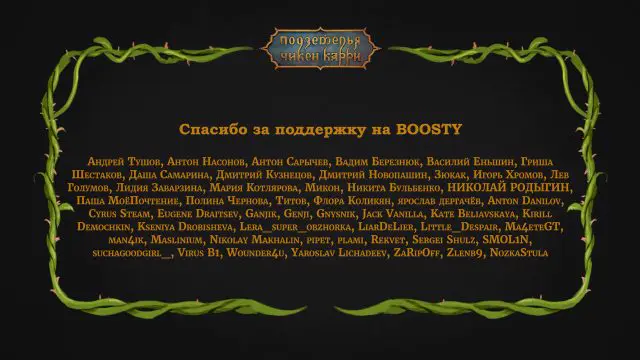 подземелья
чикен карри
Спасибо за поддержку на BOOSTY
Андрей Тушов, Антон Насонов, Антон Сарычев, Вадим Березнюк, Василий Еньшин, Гриша
Шестаков, Даша Самарина, Дмитрий Кузнецов, Дмитрий Новопашин, Зюкак, Игорь Хромов, Лев
Голумов, Лидия Заварзина, Мария Котлярова, Микон, Никита Бульбенко, НИКОЛАЙ РОДЫГИН,
Паша МоёПочтение, Полина Чернова, Титов, Флора Коликин, ярослав дергачёв, Anton Danilov,
Cyrus Steam, Eugene Draitsev, Ganjik, Genji, Gnysnik, Jack Vanilla, Kate Beliavskaya, Kirill
Demochkin, Kseniya Drobisheva, Lera_super_obzhorka, LiarDeLier, Little_Despair, Ma4eteGT,
man4ik, Maslinium, Nikolay Makhalin, pipet, plami, Rekvet, Sergei Shulz, SMOL1N,
suchagoodgirl_, Virus B1, Wounder4u, Yaroslav Lichadeev, ZaRipOff, Zlenb9, NozkaStula